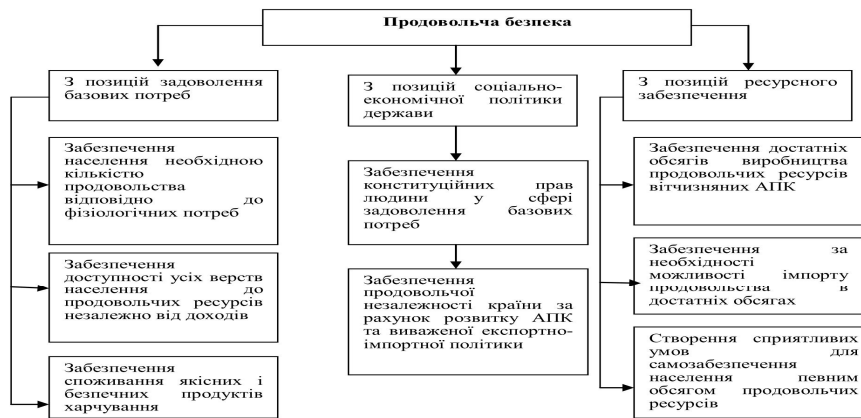 Продовольча безпека
З позицій задоволення
базових потреб
Забезпечення
населення необхідною
кількістю
продовольства
відповідно до
фізіологічних потреб
Забезпечення
доступності усіх верств
населення до
продовольчих ресурсів
незалежно від доходів
Забезпечення
споживання якісних і
безпечних продуктів
харчування
З позицій соціально-
економічної політики
держави
Забезпечення
конституційних прав
людини у сфері
задоволення базових
потреб
Забезпечення
продовольчої
незалежності країни за
рахунок розвитку АПК
та виваженої експортно-
імпортної політики
З позицій ресурсного
забезпечення
Забезпечення достатніх
обсягів виробництва
продовольчих ресурсів
вітчизняних АПК
Забезпечення за
необхідності
можливості імпорту
продовольства в
достатніх обсягах
Створення сприятливих
умов для
самозабезпечення
населення певним
обсягом продовольчих
ресурсів